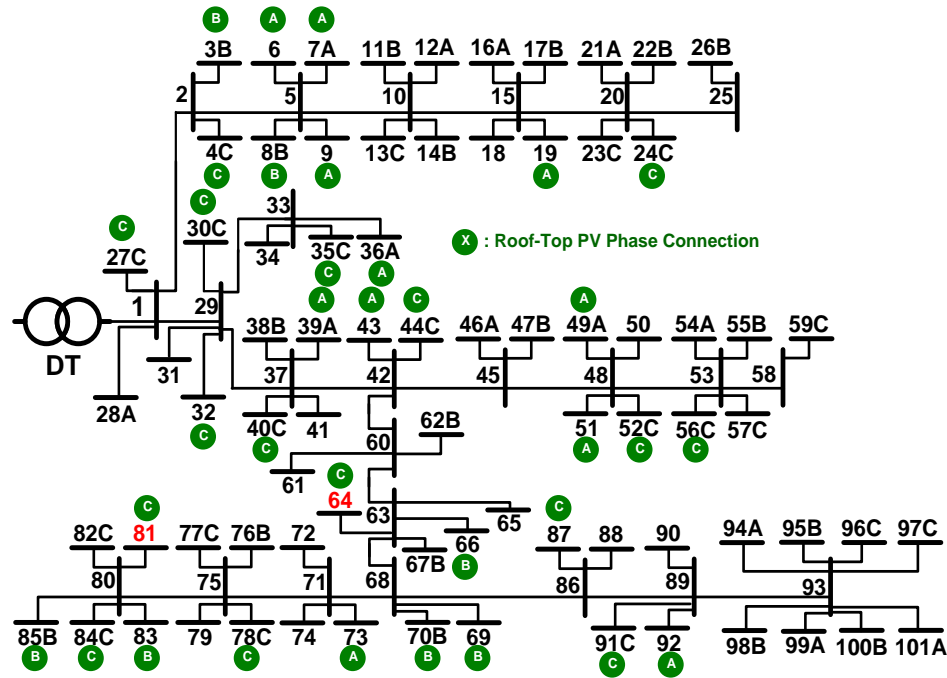 B A A
3B 6 7A 11B 12A 16A 17B 21A 22B 26B
2 5 10 15 20 25
4C 8B 9 13C 14B 18 19 23C 24C
C B A A C
C
30C 33
C
27C 34 35C 36A
X : Roof-Top PV Phase Connection
C A
1 29
A A C A
38B 39A 43 44C 46A 47B 49A 50 54A 55B 59C
DT
31 37 42 45 48 53 58
28A 32 40C 41 51 52C 56C 57C
C C A C C
62B
60
61
C
64 63 65
66
67B B
C C
82C 81 77C 76B 72 87 88 90 94A 95B 96C 97C
80 75 71 68 86 89 93
85B 84C 83 79 78C 74 73 70B 69 91C 92 98B 99A 100B 101A
B C B C A B B C A